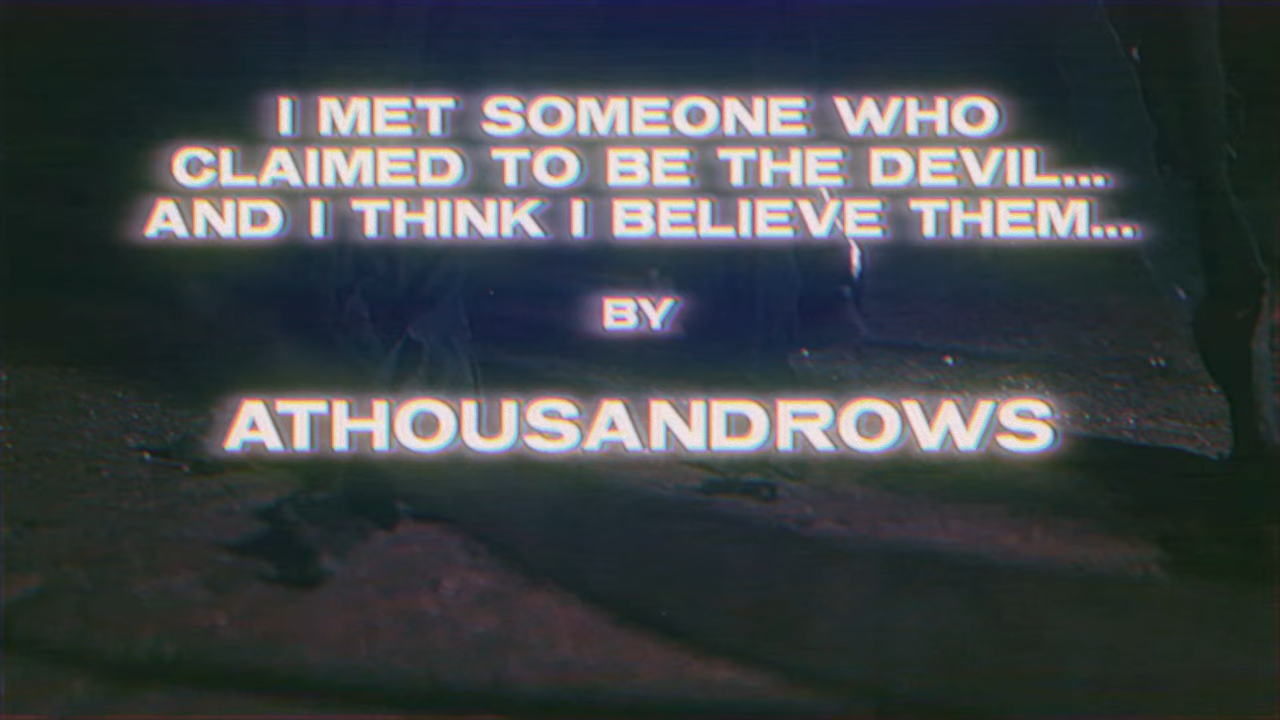 I MET SOMEONE WHO
CLAIMED TO BE THE DEVIL...
AND I THINK I BELIEVE THEM...
BY
ATHOUSANDROWS